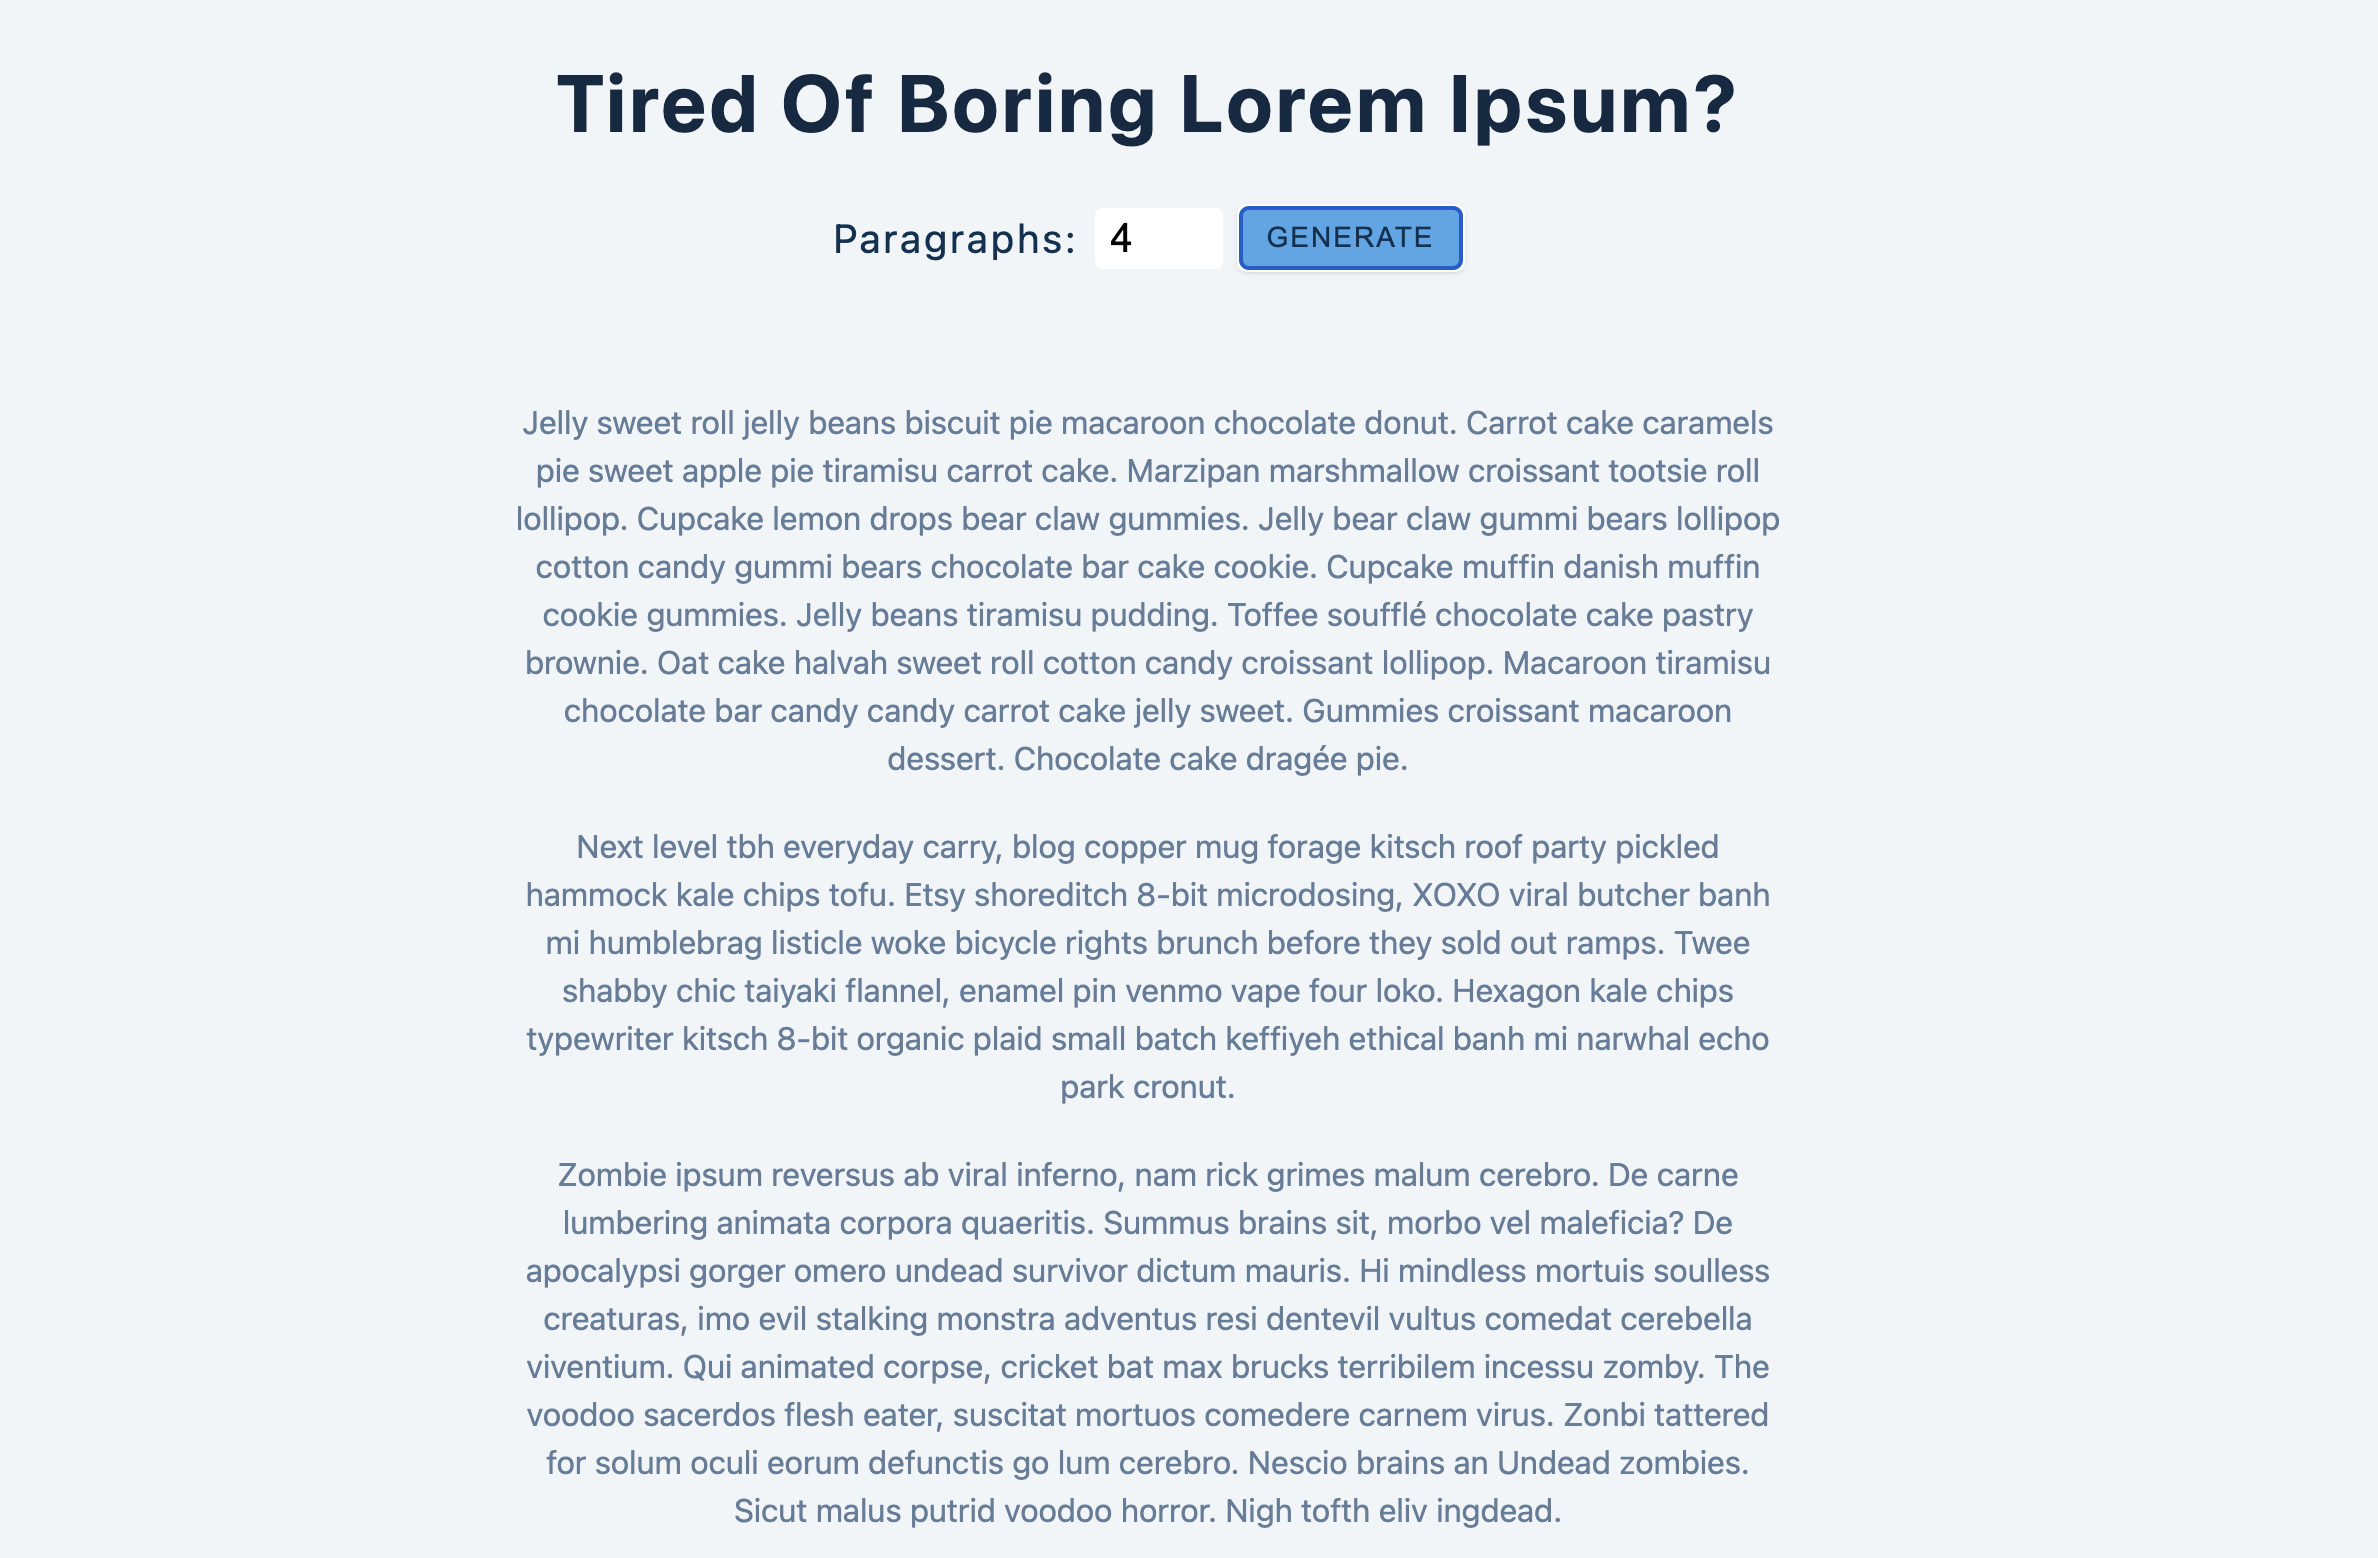 Tired Of Boring Lorem Ipsum?
Paragraphs: 4 GENERATE
Jelly sweet roll jelly beans biscuit pie macaroon chocolate donut. Carrot cake caramels
pie sweet apple pie tiramisu carrot cake. Marzipan marshmallow croissant tootsie roll
lollipop. Cupcake lemon drops bear claw gummies. Jelly bear claw gummi bears lollipop
cotton candy gummi bears chocolate bar cake cookie. Cupcake muffin danish muffin
cookie gummies. Jelly beans tiramisu pudding. Toffee soufflé chocolate cake pastry
brownie. Oat cake halvah sweet roll cotton candy croissant lollipop. Macaroon tiramisu
chocolate bar candy candy carrot cake jelly sweet. Gummies croissant macaroon
dessert. Chocolate cake dragée pie.
Next level tbh everyday carry, blog copper mug forage kitsch roof party pickled
hammock kale chips tofu. Etsy shoreditch 8-bit microdosing, XOXO viral butcher banh
mi humblebrag listicle woke bicycle rights brunch before they sold out ramps. Twee
shabby chic taiyaki flannel, enamel pin venmo vape four loko. Hexagon kale chips
typewriter kitsch 8-bit organic plaid small batch keffiyeh ethical banh mi narwhal echo
park cronut.
Zombie ipsum reversus ab viral inferno, nam rick grimes malum cerebro. De carne
lumbering animata corpora quaeritis. Summus brains sit, morbo vel maleficia? De
apocalypsi gorger omero undead survivor dictum mauris. Hi mindless mortuis soulless
creaturas, imo evil stalking monstra adventus resi dentevil vultus comedat cerebella
viventium. Qui animated corpse, cricket bat max brucks terribilem incessu zomby. The
voodoo sacerdos flesh eater, suscitat mortuos comedere carnem virus. Zonbi tattered
for solum oculi eorum defunctis go lum cerebro. Nescio brains an Undead zombies.
Sicut malus putrid voodoo horror. Nigh tofth eliv ingdead.